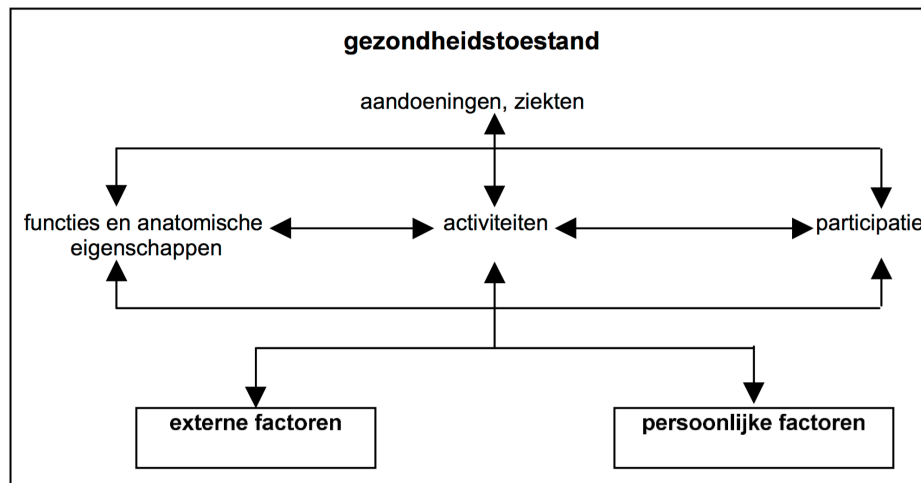 gezondheidstoestand
aandoeningen, ziekten
functies en anatomische
eigenschappen
activiteiten
participatie
externe factoren
persoonlijke factoren